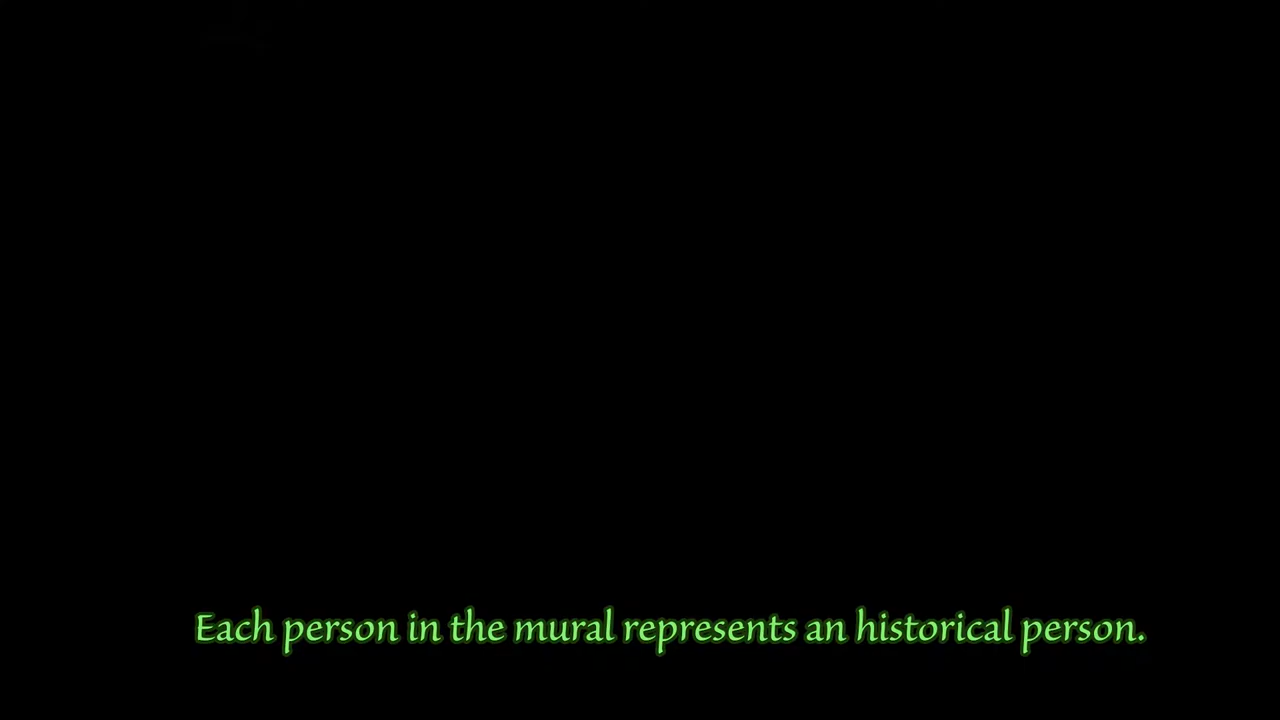 Each person in the mural represents an historical person.